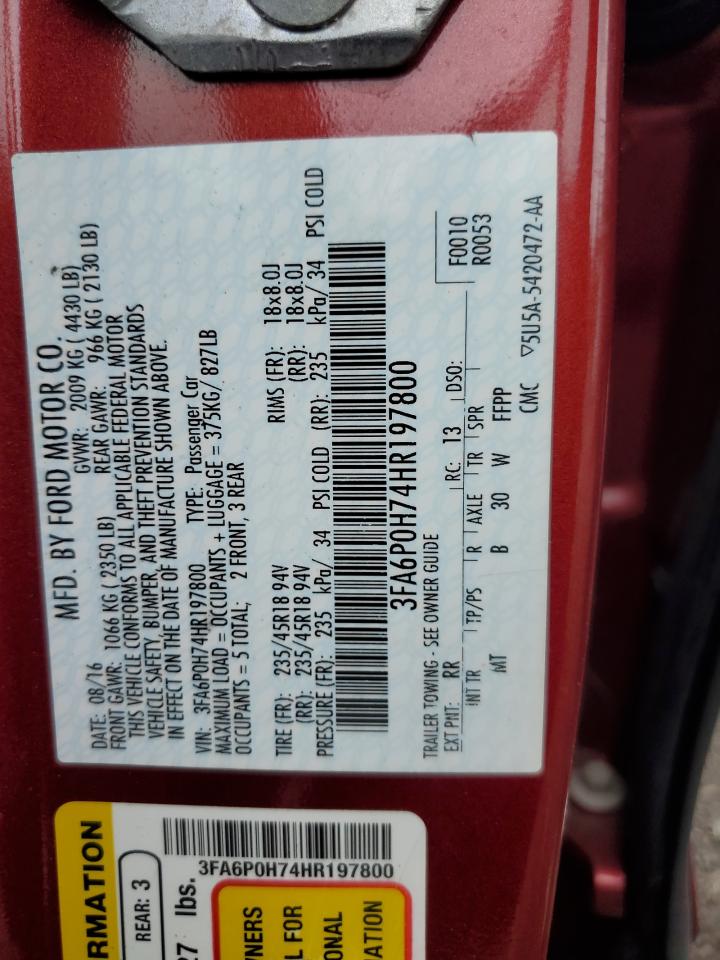 MFD. BY FORD MOTOR CO.
DATE: 08/16 GVWR: 2009 KG ( 4430 LB)
FRONT GAWR: 1066 KG ( 2350 LB) REAR GAWR: 966 KG ( 2130 LB)
THIS VEHICLE CONFORMS TO ALL APPLICABLE FEDERAL MOTOR
VEHICLE SAFETY, BUMPER, AND THEFT PREVENTION STANDARDS
IN EFFECT ON THE DATE OF MANUFACTURE SHOWN ABOVE.
VIN: 3FA6P0H74HR197800 TYPE: Passenger Car
MAXIMUM LOAD = OCCUPANTS + LUGGAGE = 375KG/ 827LB
OCCUPANTS = 5 TOTAL; 2 FRONT, 3 REAR
TIRE (FR): 235/45R18 94V RIMS (FR): 18x8.0J
(RR): 235/45R18 94V (RR): 18x8.0J
PRESSURE (FR): 235 kPa/ 34 PSI COLD (RR): 235 kPa/ 34 PSI COLD
3FA6P0H74HR197800
TRAILER TOWING - SEE OWNER GUIDE
F0010
EXT PNT: RR RC: 13 DSO: R0053
INT TR TP/PS R AXLE TR SPR
MT B 30 W FFPP
CMC ▽5U5A-5420472-AA
RMATION
REAR: 3
27 lbs.
3FA6P0H74HR197800
NERS
L FOR
ONAL
ATION